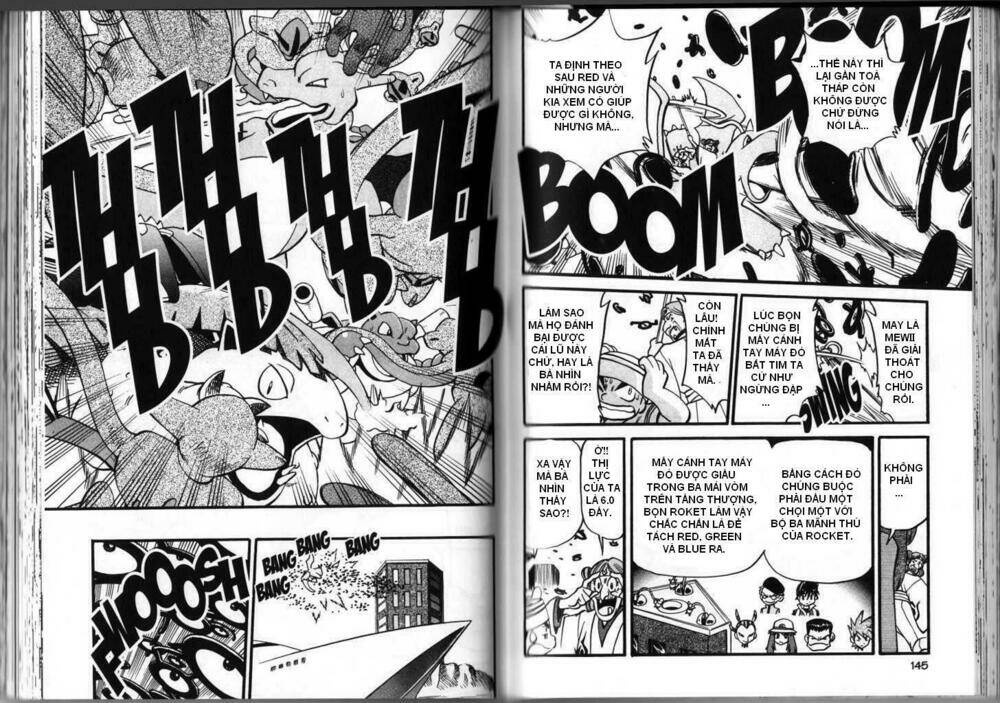 BOOM
...THẾ NÀY THÌ
LẠI GẦN TOÀ
THÁP CÒN
KHÔNG ĐƯỢC
CHỨ ĐỪNG
NÓI LÀ...
TA ĐỊNH THEO
SAU RED VÀ
NHỮNG NGƯỜI
KIA XEM CÓ GIÚP
ĐƯỢC GÌ KHÔNG,
NHƯNG MÀ...
BOOM
MAY LÀ
MEWII
ĐÃ GIẢI
THOÁT
CHO
CHÚNG
RỒI.
LÚC BỌN
CHÚNG BỊ
MẤY CÁNH
TAY MÁY ĐÓ
BẮT TIM TA
CỨ NHƯ
NGỪNG ĐẬP
...
SWING
CÒN
LÂU!
CHÍNH
MẮT
TA ĐÃ
THẤY
MÀ.
LÀM SAO
MÀ HỌ ĐÁNH
BẠI ĐƯỢC
CÁI LŨ NÀY
CHỨ, HAY LÀ
BÀ NHÌN
NHẦM RỒI?!
KHÔNG
PHẢI
...
BẰNG CÁCH ĐÓ
CHÚNG BUỘC
PHẢI ĐẤU MỘT
CHỌI MỘT VỚI
BỘ BA MÃNH THÚ
CỦA ROCKET.
MẤY CÁNH TAY MÁY
ĐÓ ĐƯỢC GIẤU
TRONG BA MÁI VÒM
TRÊN TẦNG THƯỢNG,
BỌN ROKET LÀM VẬY
CHẮC CHẮN LÀ ĐỂ
TÁCH RED, GREEN
VÀ BLUE RA.
Ờ!!
THỊ
LỰC
CỦA TA
LÀ 6.0
ĐẤY.
XA VẬY
MÀ BÀ
NHÌN
THẤY
SAO?!
145
THUD
THUD
THUD
THUD
BANG
BANG
BANG
BANG
BANG
FWOOOSH